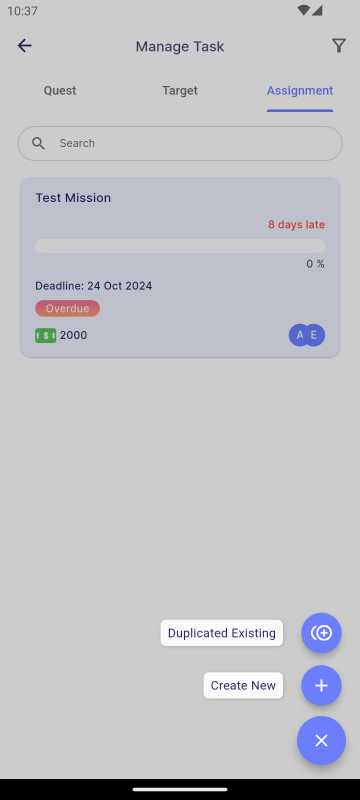 10:37
Manage Task
Quest
Target
Assignment
Search
Test Mission
8 days late
0 %
Deadline: 24 Oct 2024
Overdue
$ 2000
A E
Duplicated Existing
Create New